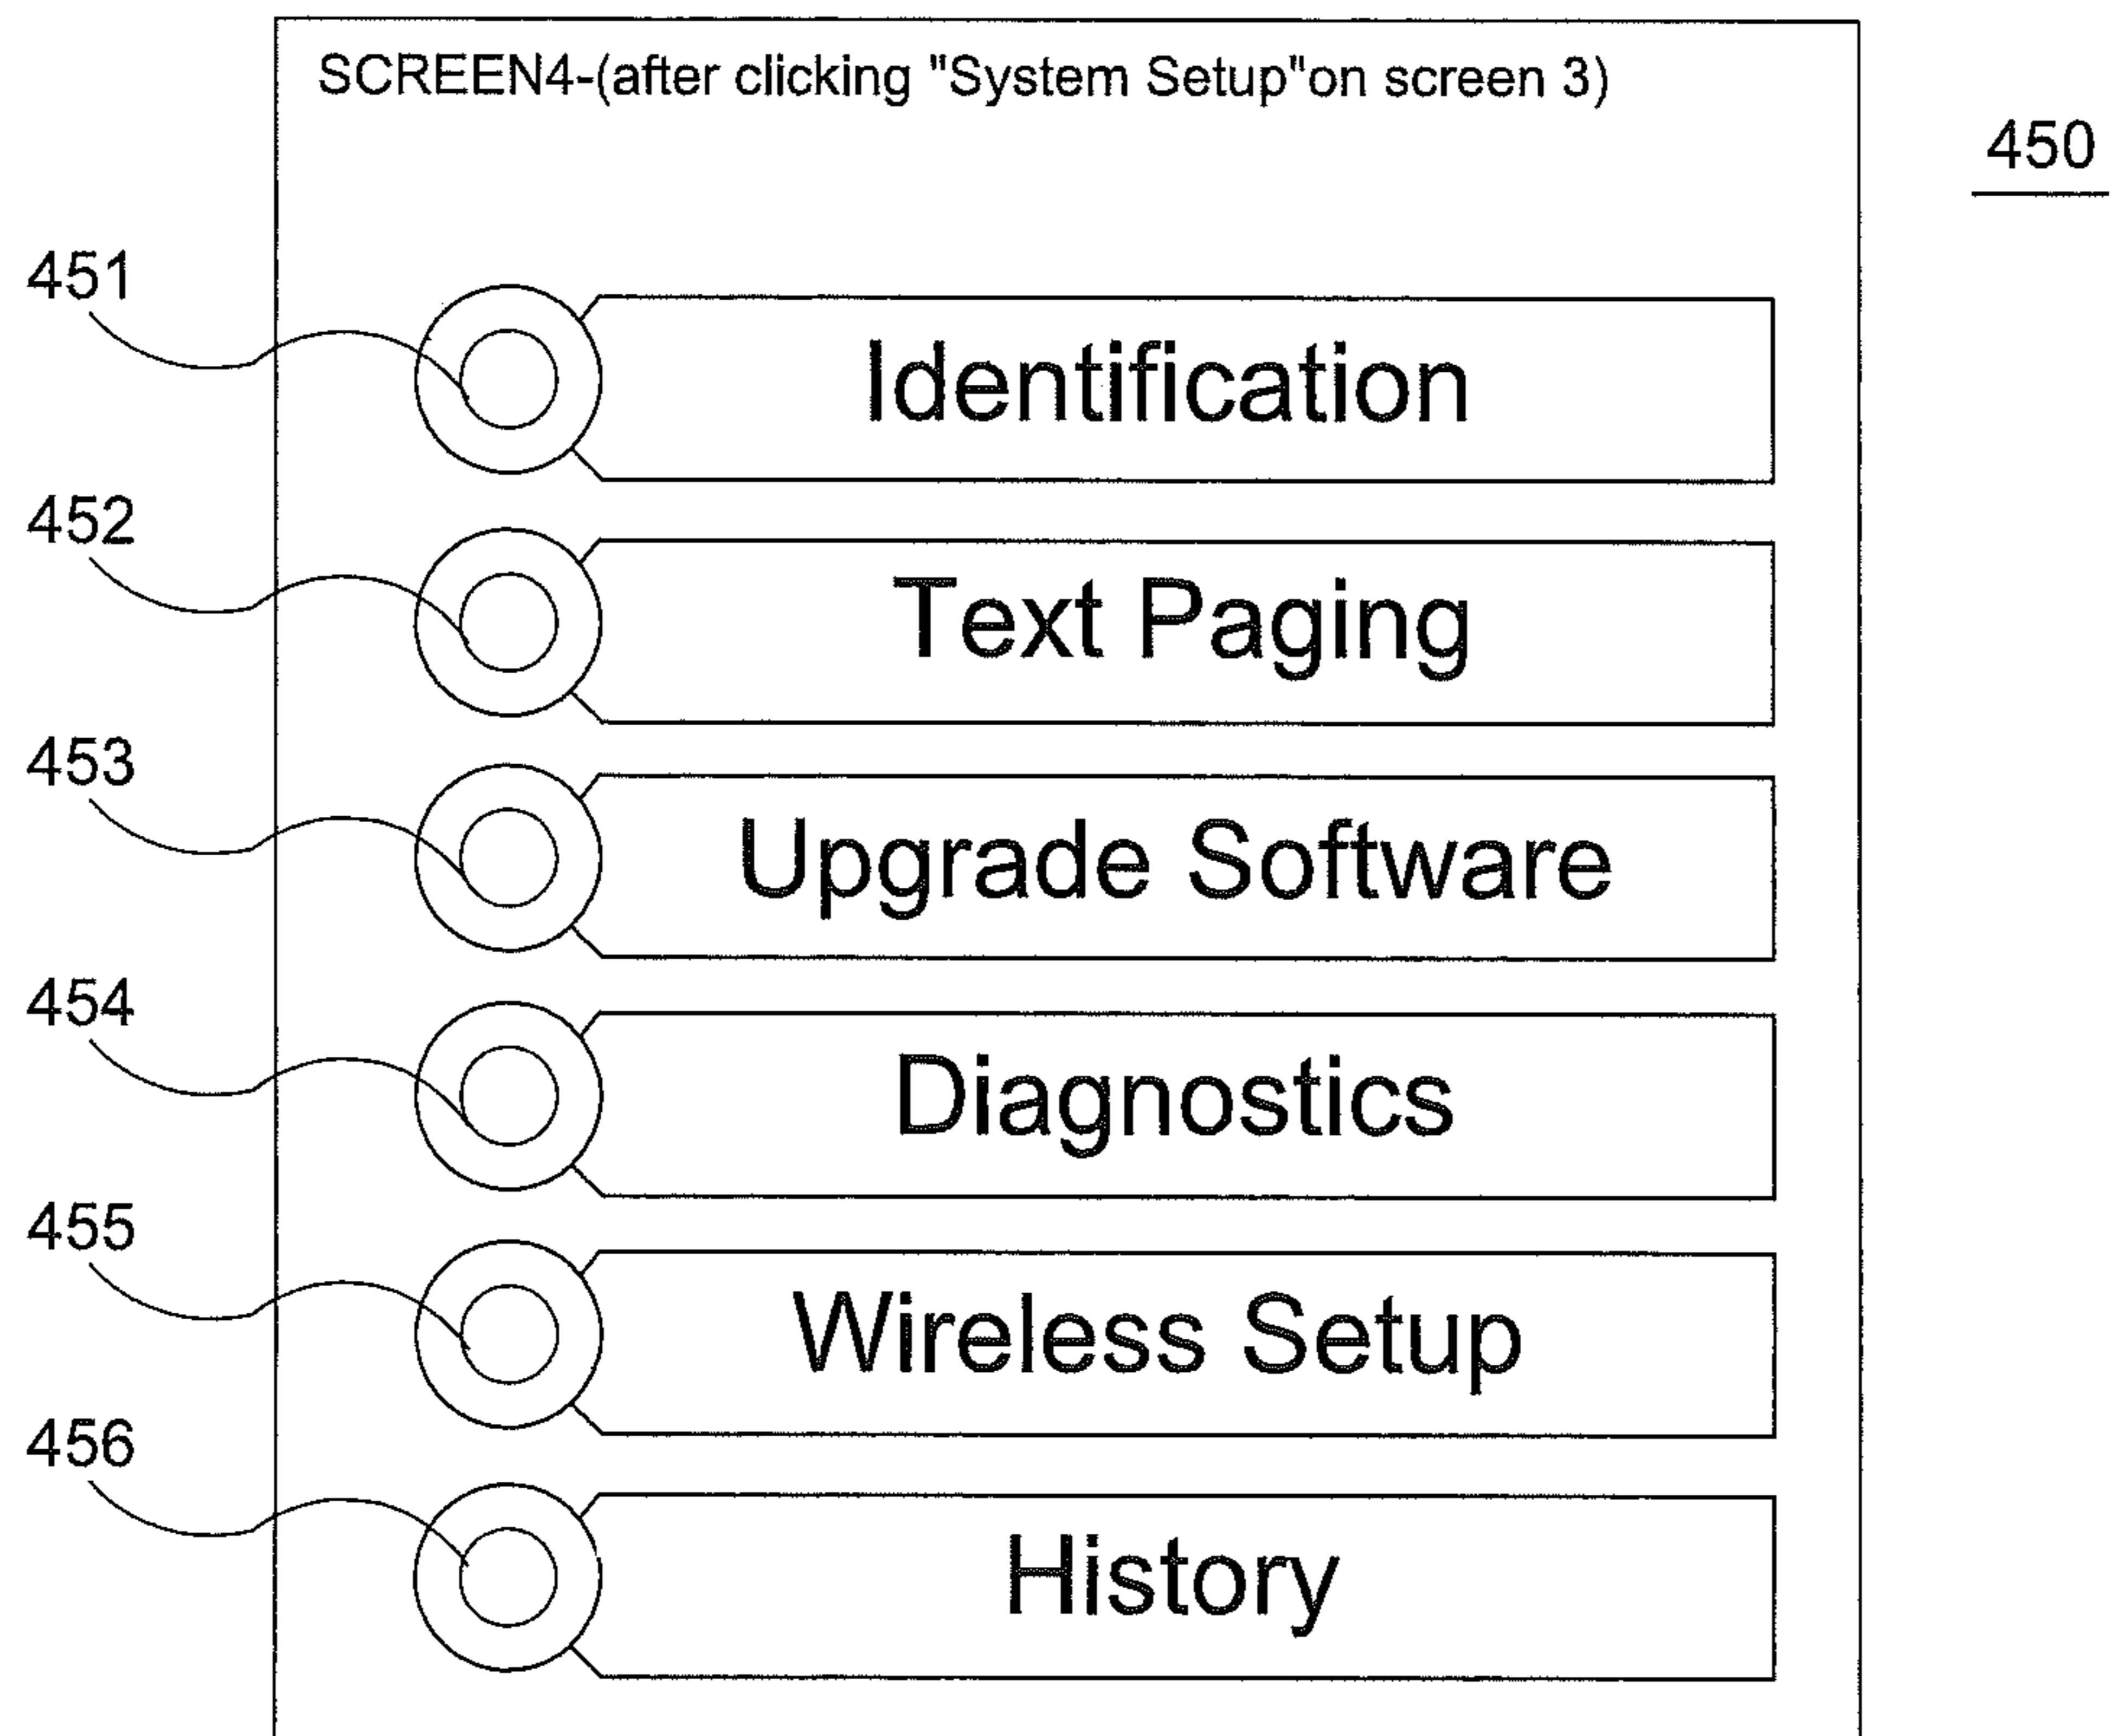 SCREEN4-(after clicking "System Setup"on screen 3)
450
451
Identification
452
Text Paging
453
Upgrade Software
454
Diagnostics
455
Wireless Setup
456
History